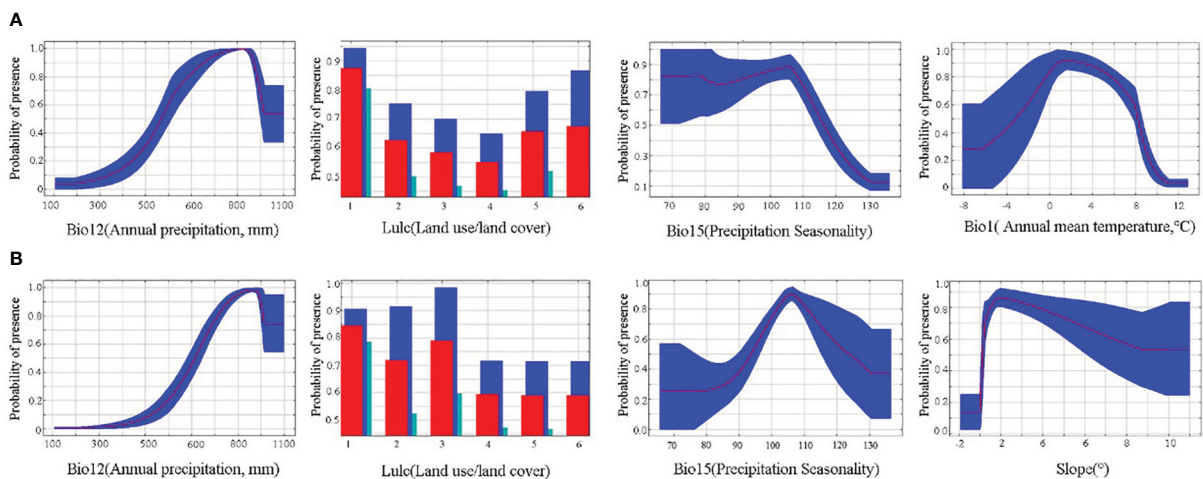 A
Probability of presence
1.0
0.8
0.6
0.4
0.2
0
100 300 500 600 800 1100
Bio12(Annual precipitation, mm)
Probability of presence
0.9
0.8
0.7
0.6
0.5
1 2 3 4 5 6
Lulc(Land use/land cover)
Probability of presence
0.9
0.7
0.5
0.3
0.1
70 80 90 100 110 120 130
Bio15(Precipitation Seasonality)
Probability of presence
1.0
0.8
0.6
0.4
0.2
0
-8 -4 0 4 8 12
Bio1( Annual mean temperature,°C)
B
Probability of presence
1.0
0.8
0.6
0.4
0.2
0
100 300 500 600 800 1100
Bio12(Annual precipitation, mm)
Probability of presence
1.0
0.9
0.8
0.7
0.6
0.5
1 2 3 4 5 6
Lulc(Land use/land cover)
Probability of presence
1.0
0.8
0.6
0.4
0.2
0.0
70 80 90 100 110 120 130
Bio15(Precipitation Seasonality)
Probability of presence
1.0
0.8
0.6
0.4
0.2
0.0
-2 2 6 6 8 10
Slope(°)